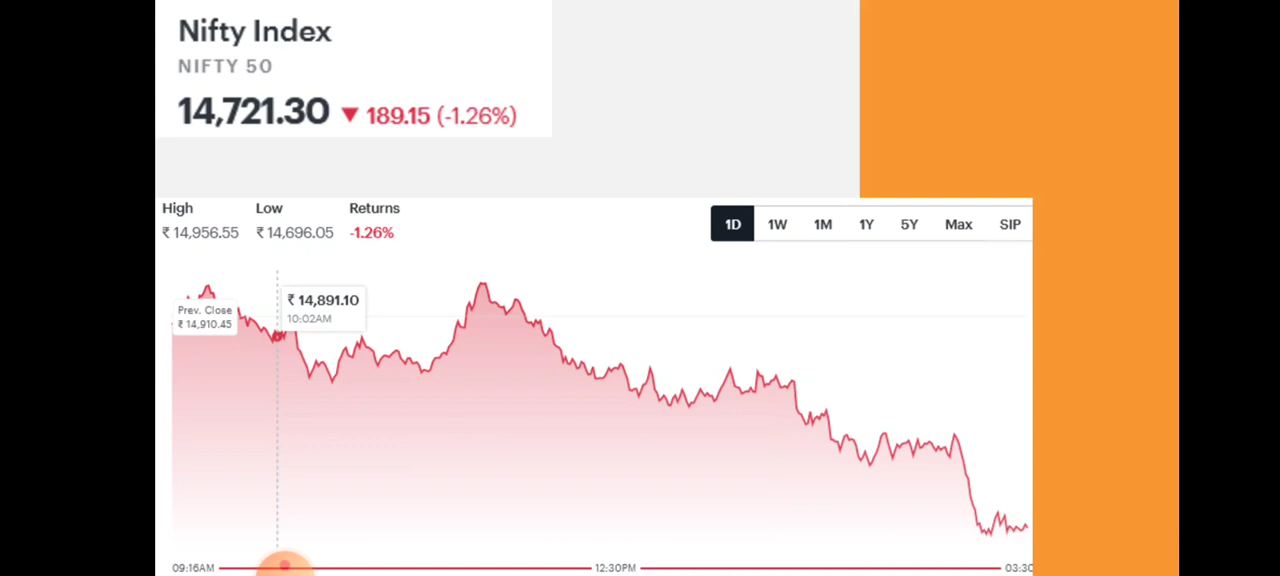 Nifty Index
NIFTY 50
14,721.30 ▼ 189.15 (-1.26%)
High Low Returns
₹ 14,956.55 ₹ 14,696.05 -1.26%
1D 1W 1M 1Y 5Y Max SIP
₹ 14,891.10
10:02AM
Prev. Close
₹ 14,910.45
09:16AM 12:30PM 03:30